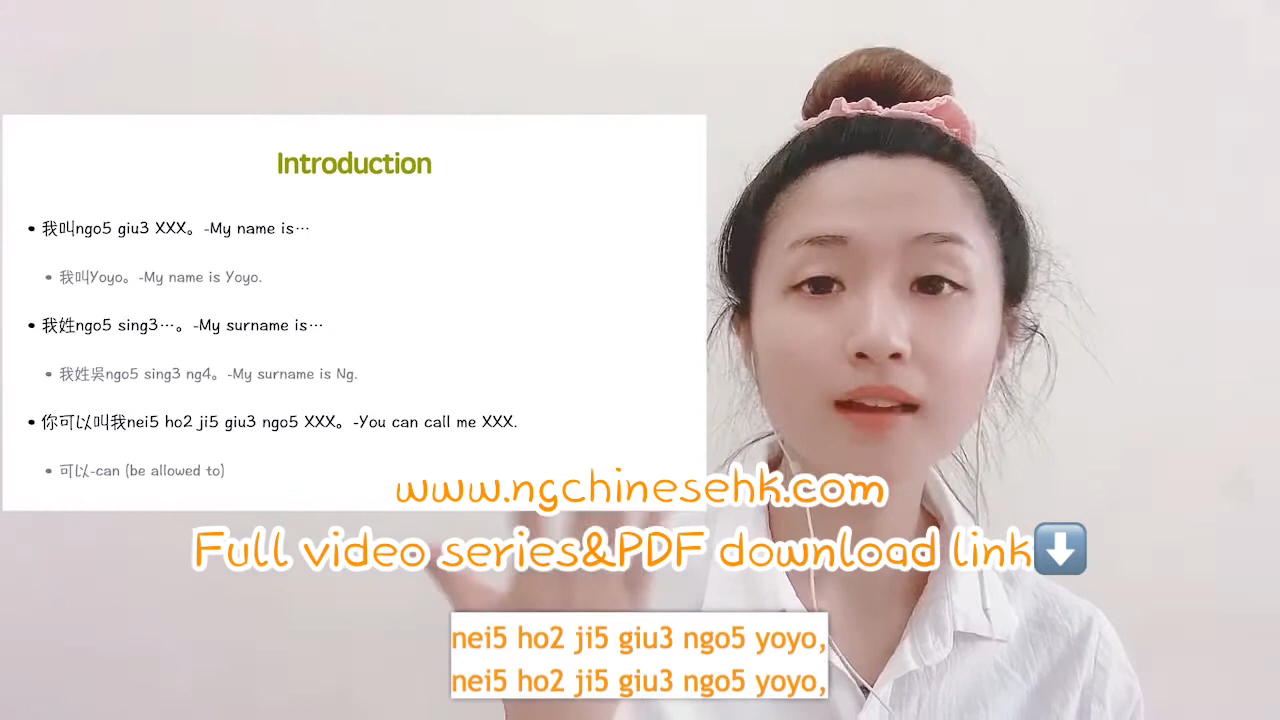 Introduction
• 我叫ngo5 giu3 XXX。-My name is…
• 我叫Yoyo。-My name is Yoyo.
• 我姓ngo5 sing3…。-My surname is…
• 我姓吳ngo5 sing3 ng4。-My surname is Ng.
• 你可以叫我nei5 ho2 ji5 giu3 ngo5 XXX。-You can call me XXX.
• 可以-can (be allowed to)
www.ngchinesehk.com
Full video series&PDF download link⬇️
nei5 ho2 ji5 giu3 ngo5 yoyo,
nei5 ho2 ji5 giu3 ngo5 yoyo,